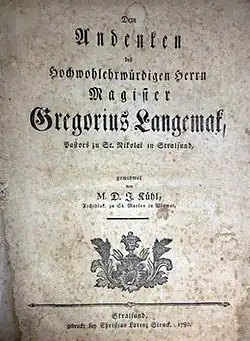 Dem
Andenken
des
Hochwohlehrwürdigen Herrn
Magister
Gregorius Langemak,
Pastors zu St. Nikolai in Stralsund,
gewidmet
von
M. D. J. Kühl,
Archidiak. zu St. Marien in Wismar.
Stralsund,
gedruckt bey Christian Lorenz Struck. 1780.